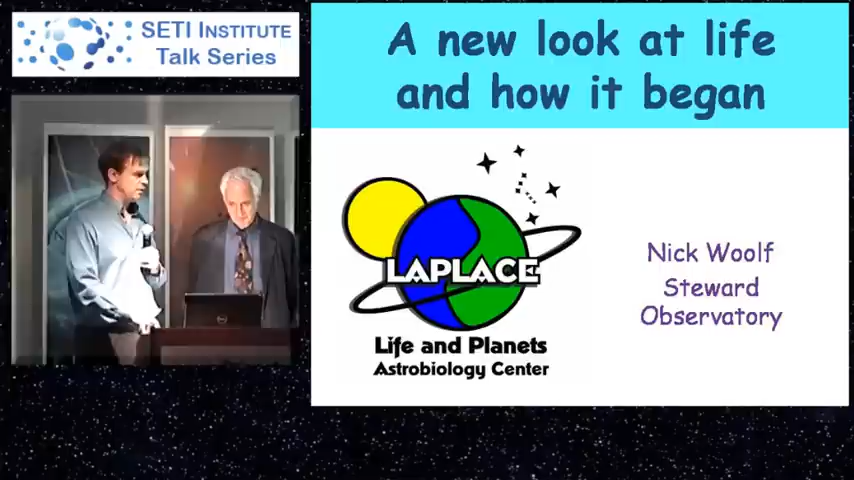 SETI INSTITUTE
Talk Series
A new look at life
and how it began
LAPLACE
Life and Planets
Astrobiology Center
Nick Woolf
Steward
Observatory